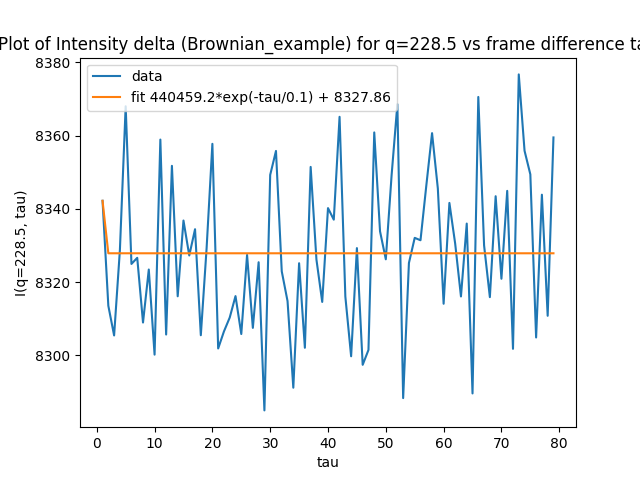 Plot of Intensity delta (Brownian_example) for q=228.5 vs frame difference ta
data
fit 440459.2*exp(-tau/0.1) + 8327.86
8380
8360
8340
8320
8300
I(q=228.5, tau)
0 10 20 30 40 50 60 70 80
tau